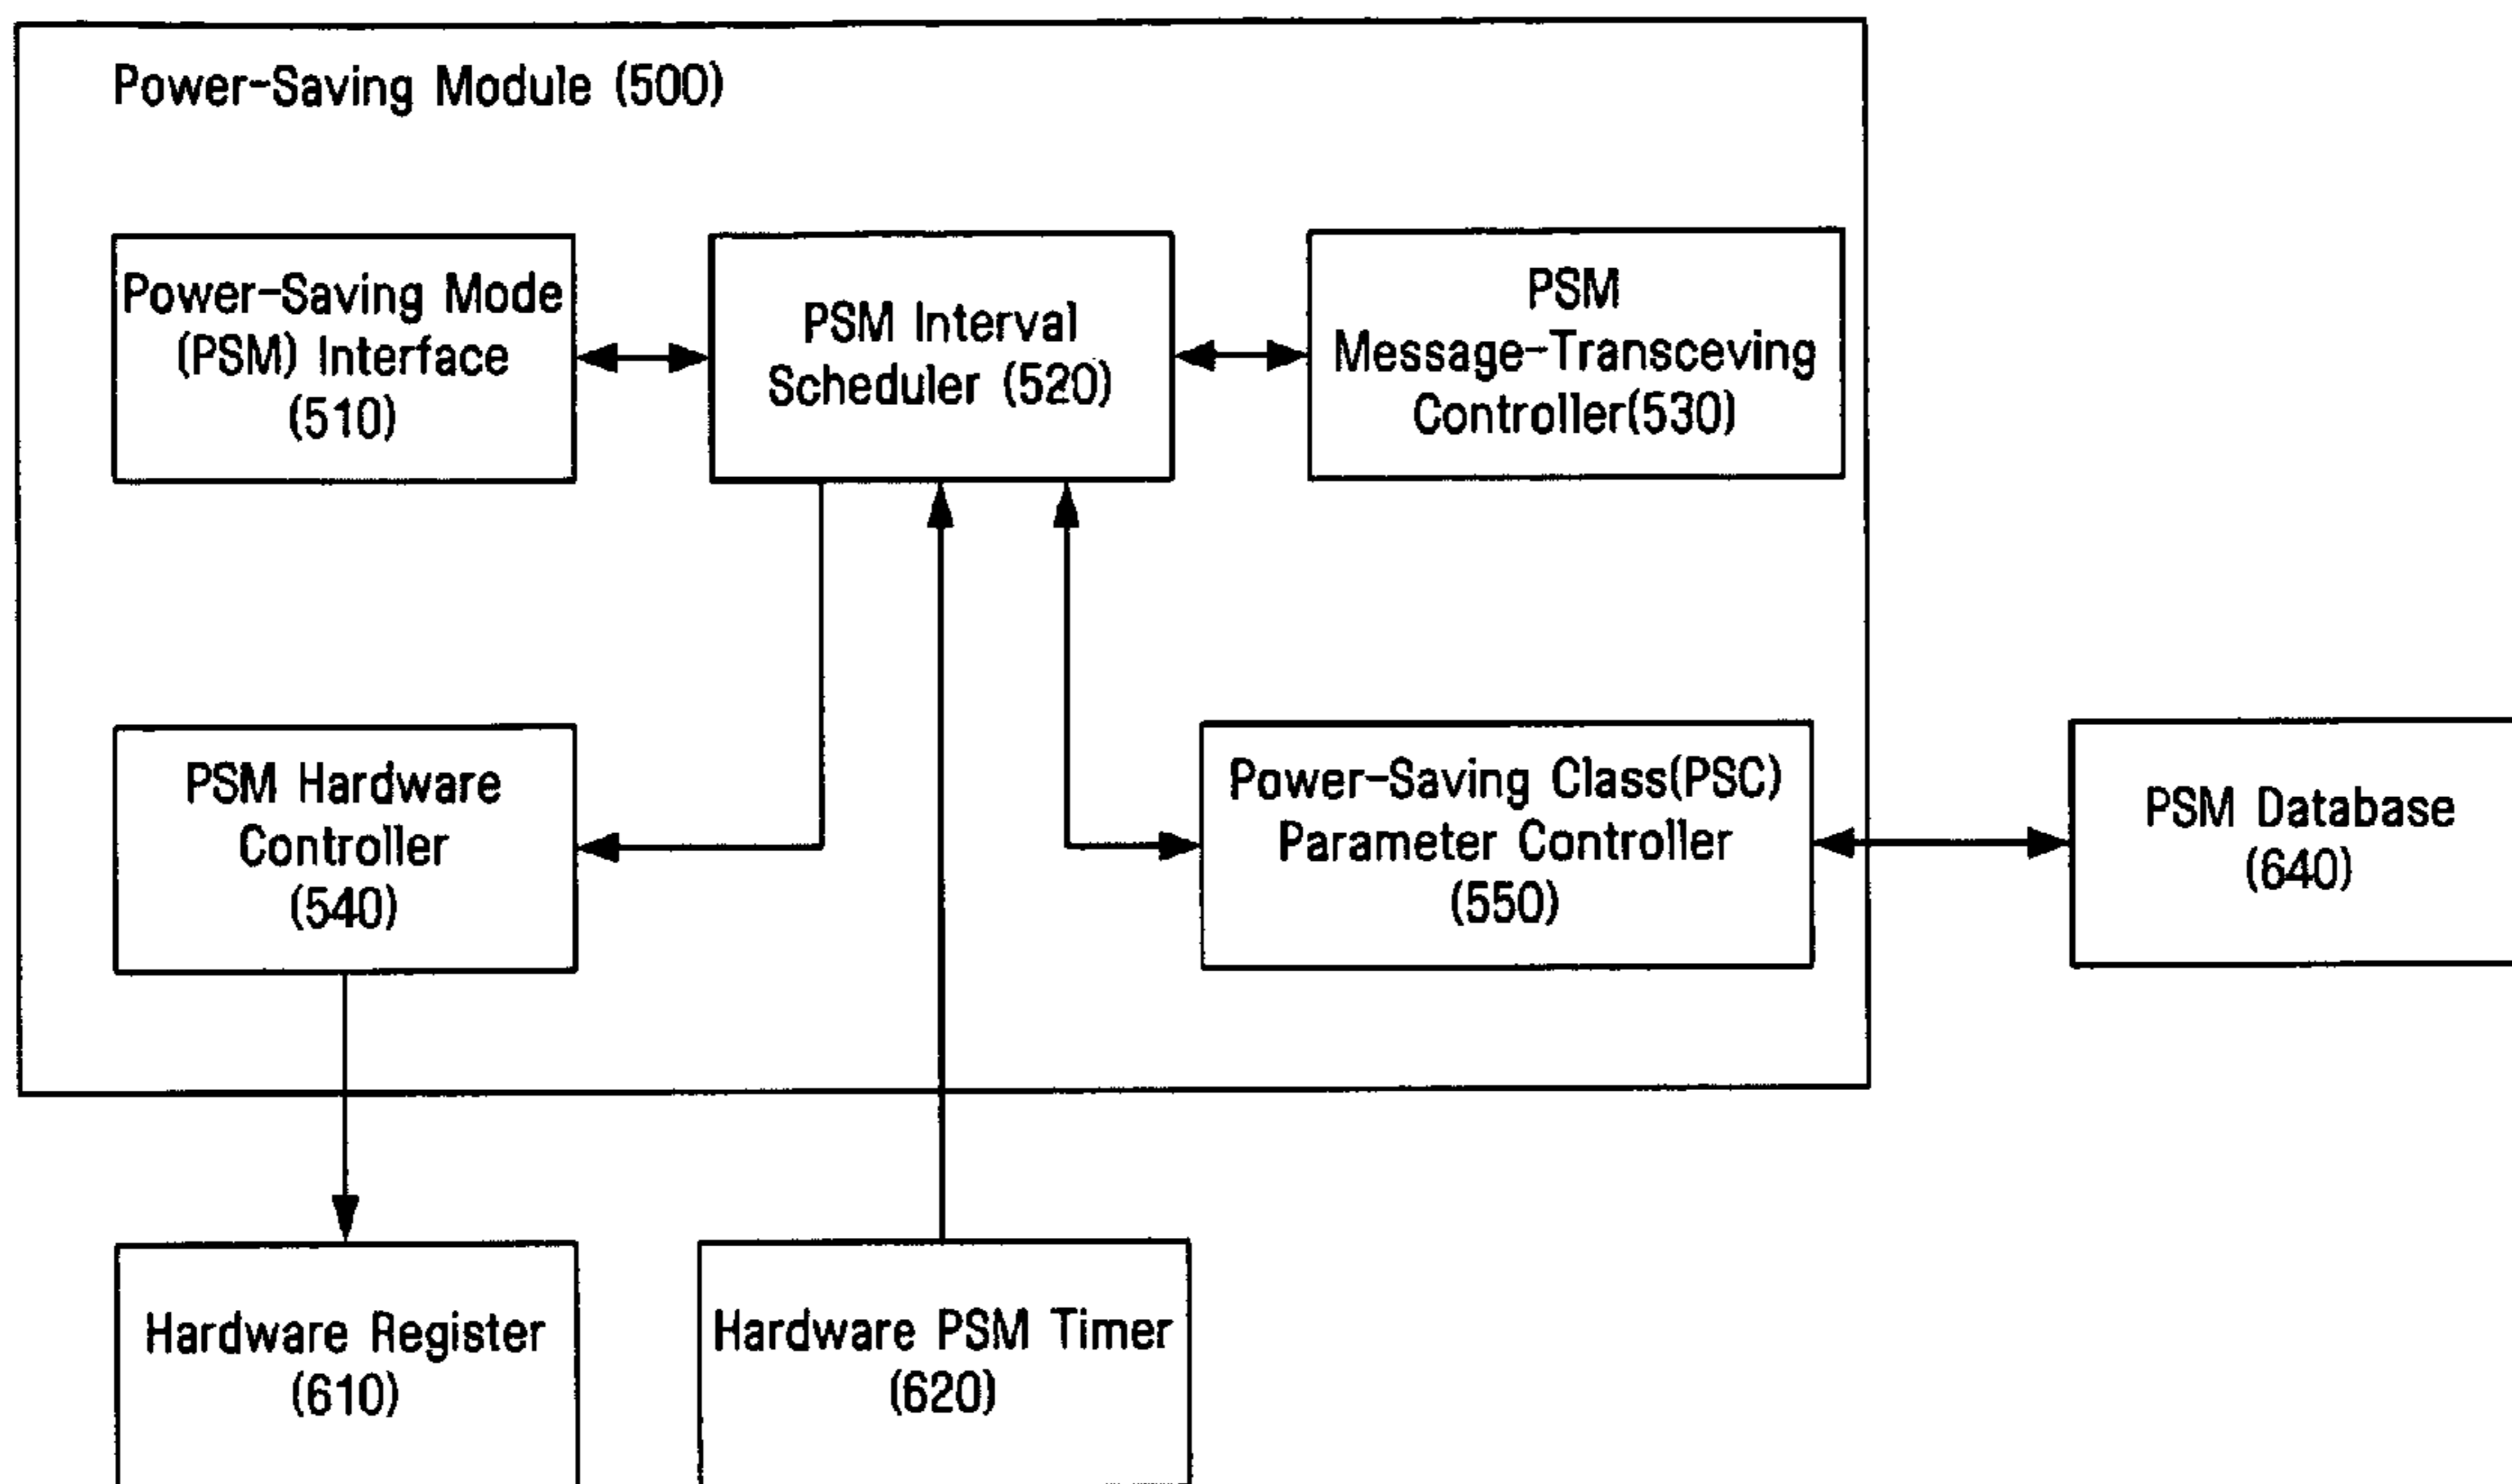 Power-Saving Module (500)
Power-Saving Mode
(PSM) Interface
(510)
PSM Interval
Scheduler (520)
PSM
Message-Transceving
Controller(530)
PSM Hardware
Controller
(540)
Power-Saving Class(PSC)
Parameter Controller
(550)
PSM Database
(640)
Hardware Register
(610)
Hardware PSM Timer
(620)